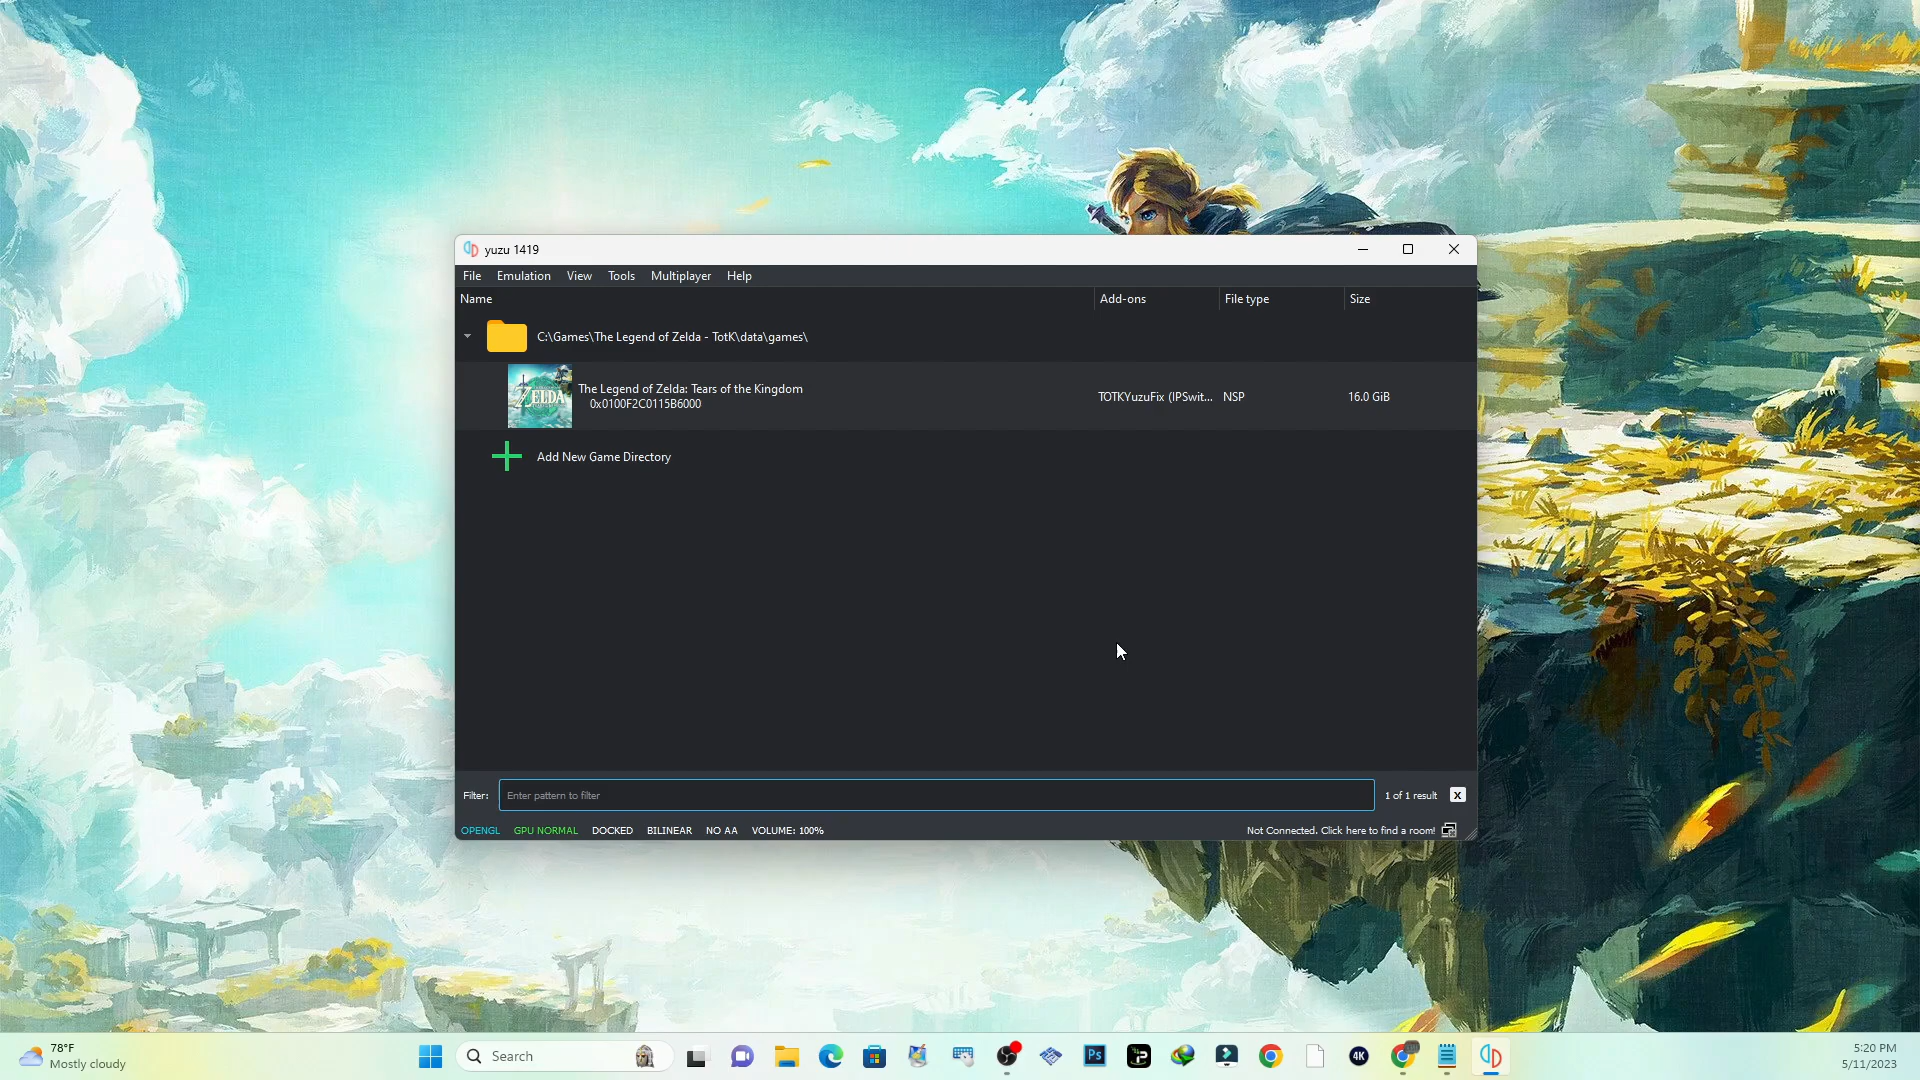 yuzu 1419
File Emulation View Tools Multiplayer Help
Name Add-ons File type Size
C:\Games\The Legend of Zelda - TotK\data\games\
ZELDA
The Legend of Zelda: Tears of the Kingdom
0x0100F2C0115B6000
TOTKYuzuFix (IPSwit... NSP 16.0 GiB
Add New Game Directory
Filter: Enter pattern to filter 1 of 1 result X
OPENGL GPU NORMAL DOCKED BILINEAR NO AA VOLUME: 100% Not Connected. Click here to find a room!
78°F
Mostly cloudy
Search
Ps
4K
5:20 PM
5/11/2023